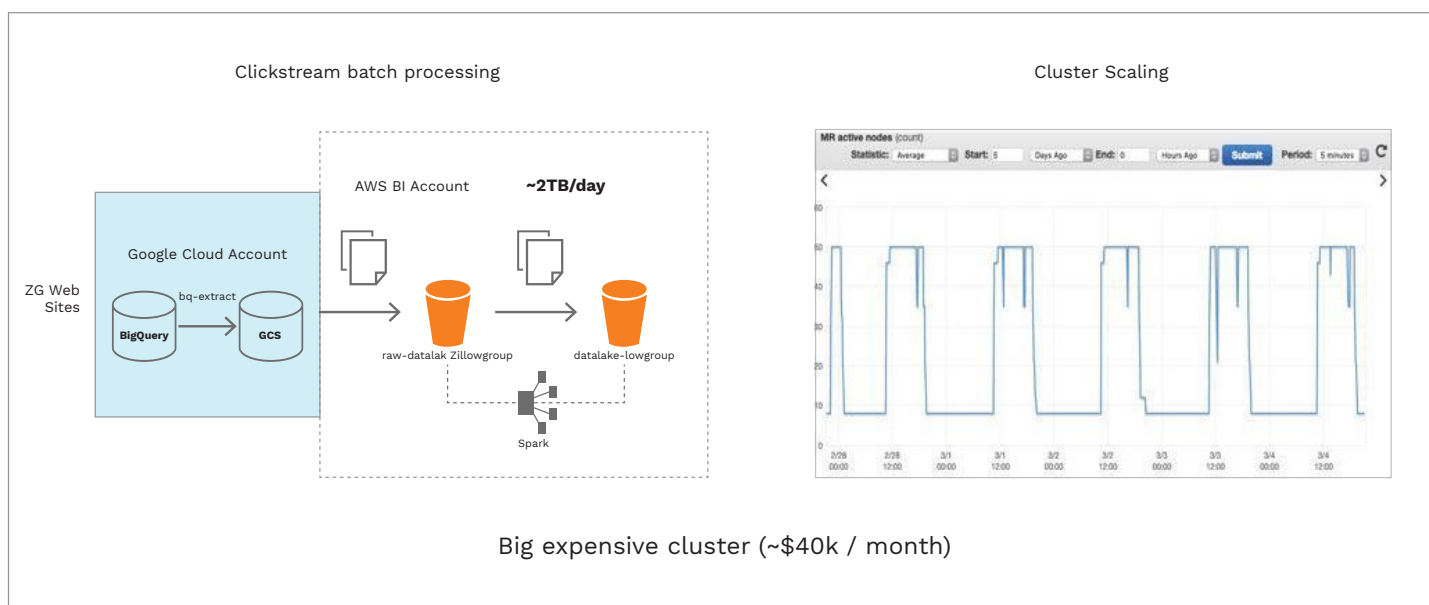 Clickstream batch processing
Cluster Scaling
AWS BI Account
~2TB/day
Google Cloud Account
ZG Web
Sites
bq-extract
BigQuery
GCS
raw-datalak Zillowgroup
datalake-lowgroup
Spark
MR active nodes (count)
Statistic: Average Start: 5 Days Ago End: 0 Hours Ago Submit Period: 5 minutes
60
50
40
30
20
10
0
2/28 2/28 3/1 3/1 3/2 3/2 3/3 3/3 3/4 3/4
00:00 12:00 00:00 12:00 00:00 12:00 00:00 12:00 00:00 12:00
Big expensive cluster (~$40k / month)